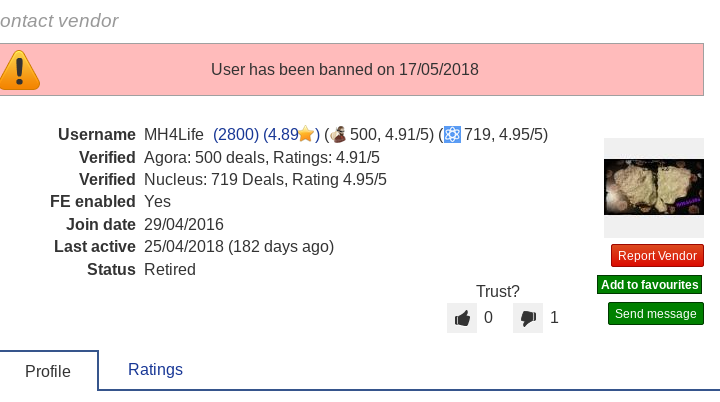 ontact vendor
User has been banned on 17/05/2018
Username MH4Life (2800) (4.89) (500, 4.91/5) (719, 4.95/5)
Verified Agora: 500 deals, Ratings: 4.91/5
Verified Nucleus: 719 Deals, Rating 4.95/5
FE enabled Yes
Join date 29/04/2016
Last active 25/04/2018 (182 days ago)
Status Retired
Report Vendor
Add to favourites
Send message
Trust?
0 1
Profile Ratings